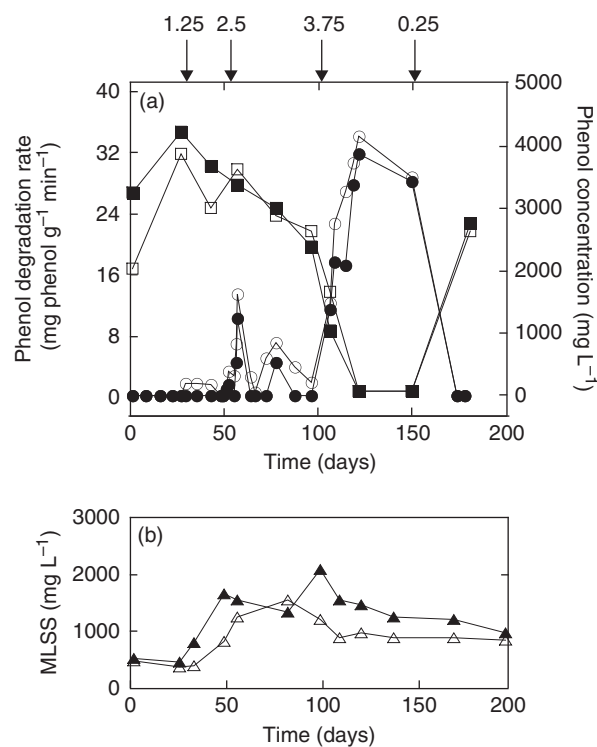 1.25 2.5 3.75 0.25
(a)
Phenol degradation rate
(mg phenol g⁻¹ min⁻¹)
40
32
24
16
8
0
Phenol concentration (mg L⁻¹)
5000
4000
3000
2000
1000
0
0 50 100 150 200
Time (days)
(b)
MLSS (mg L⁻¹)
3000
2000
1000
0
0 50 100 150 200
Time (days)